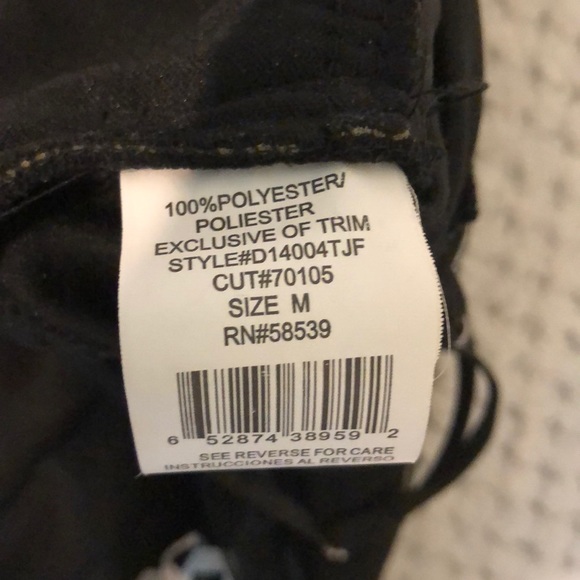 100%POLYESTER/
POLIESTER
EXCLUSIVE OF TRIM
STYLE#D14004TJF
CUT#70105
SIZE M
RN#58539
6 52874 38959 2
SEE REVERSE FOR CARE
INSTRUCCIONES AL REVERSO